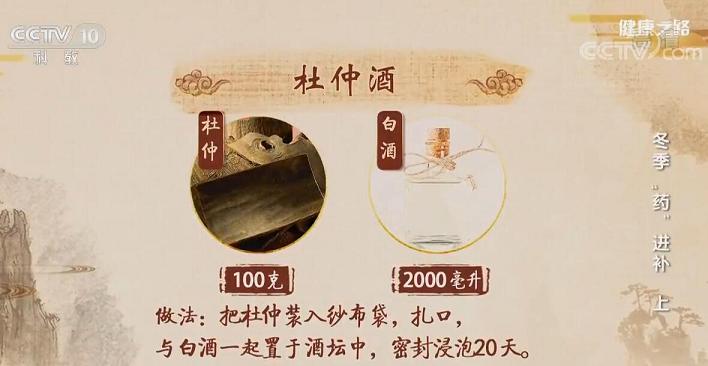 CCTV 10
科教
健康之路
CCTV.com
杜仲酒
杜仲
白酒
100克
2000毫升
做法：把杜仲装入纱布袋，扎口，
与白酒一起置于酒坛中，密封浸泡20天。
冬季“药”进补 上